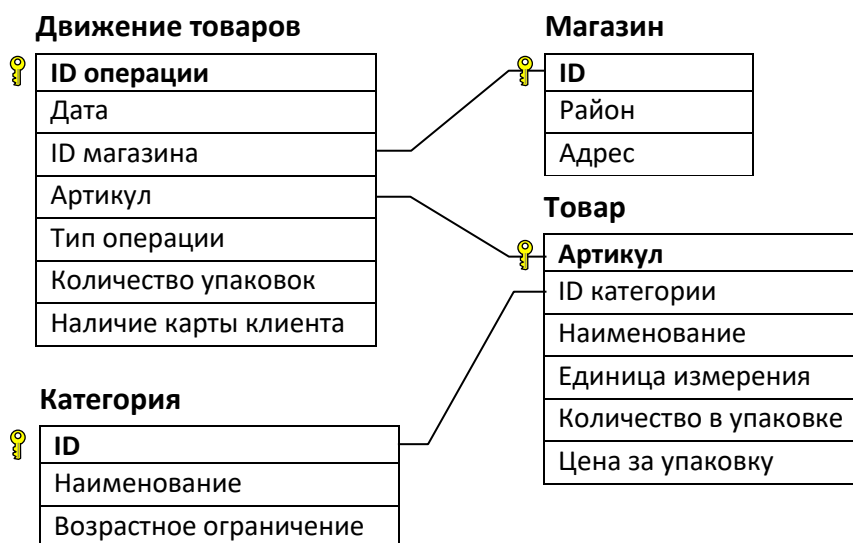 Движение товаров
ID операции
Дата
ID магазина
Артикул
Тип операции
Количество упаковок
Наличие карты клиента
Магазин
ID
Район
Адрес
Товар
Артикул
ID категории
Наименование
Единица измерения
Количество в упаковке
Цена за упаковку
Категория
ID
Наименование
Возрастное ограничение